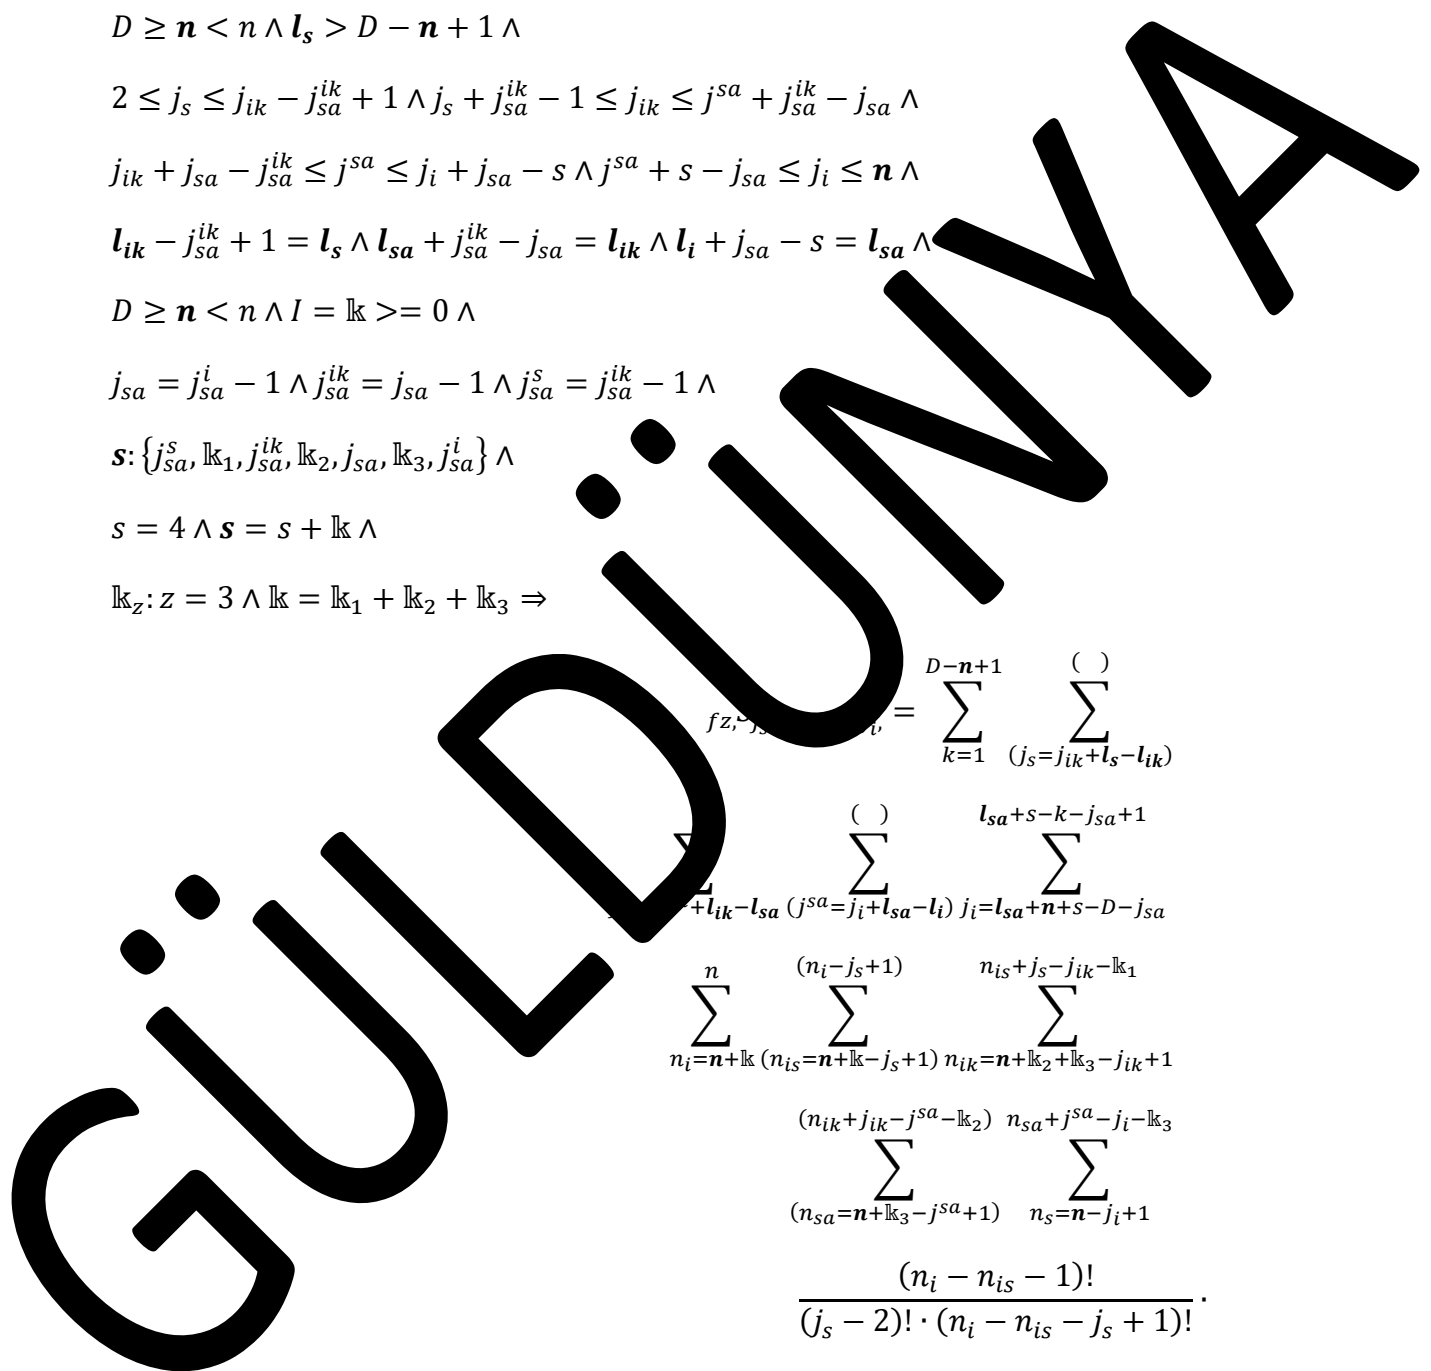 D ≥ n < n ∧ l_s > D − n + 1 ∧
2 ≤ j_s ≤ j_ik − j_sa^ik + 1 ∧ j_s + j_sa^ik − 1 ≤ j_ik ≤ j^sa + j_sa^ik − j_sa ∧
j_ik + j_sa − j_sa^ik ≤ j^sa ≤ j_i + j_sa − s ∧ j^sa + s − j_sa ≤ j_i ≤ n ∧
l_ik − j_sa^ik + 1 = l_s ∧ l_sa + j_sa^ik − j_sa = l_ik ∧ l_i + j_sa − s = l_sa ∧
D ≥ n < n ∧ I = 𝕜 >= 0 ∧
j_sa = j_sa^i − 1 ∧ j_sa^ik = j_sa − 1 ∧ j_sa^s = j_sa^ik − 1 ∧
s: {j_sa^s, 𝕜_1, j_sa^ik, 𝕜_2, j_sa, 𝕜_3, j_sa^i} ∧
s = 4 ∧ s = s + 𝕜 ∧
𝕜_z: z = 3 ∧ 𝕜 = 𝕜_1 + 𝕜_2 + 𝕜_3 ⇒
fz, = ∑_{k=1}^{D−n+1} ∑_{(j_s=j_ik+l_s−l_ik)}^{( )}
∑_{+l_ik−l_sa} ∑_{(j^sa=j_i+l_sa−l_i)}^{( )} ∑_{j_i=l_sa+n+s−D−j_sa}^{l_sa+s−k−j_sa+1}
∑_{n_i=n+𝕜}^{n} ∑_{(n_is=n+𝕜−j_s+1)}^{(n_i−j_s+1)} ∑_{n_ik=n+𝕜_2+𝕜_3−j_ik+1}^{n_is+j_s−j_ik−𝕜_1}
∑_{(n_sa=n+𝕜_3−j^sa+1)}^{(n_ik+j_ik−j^sa−𝕜_2)} ∑_{n_s=n−j_i+1}^{n_sa+j^sa−j_i−𝕜_3}
(n_i − n_is − 1)! / ((j_s − 2)! · (n_i − n_is − j_s + 1)!) ·
GÜLDÜNYA